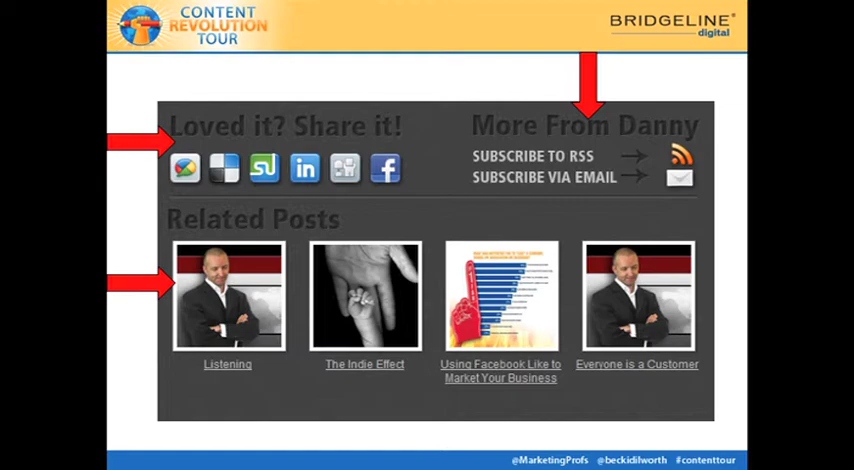 CONTENT
REVOLUTION
TOUR
BRIDGELINE®
digital
Loved it? Share it!
More From Danny
SUBSCRIBE TO RSS
SUBSCRIBE VIA EMAIL
Related Posts
Listening
The Indie Effect
Using Facebook Like to
Market Your Business
Everyone is a Customer
@MarketingProfs @beckidilworth #contenttour